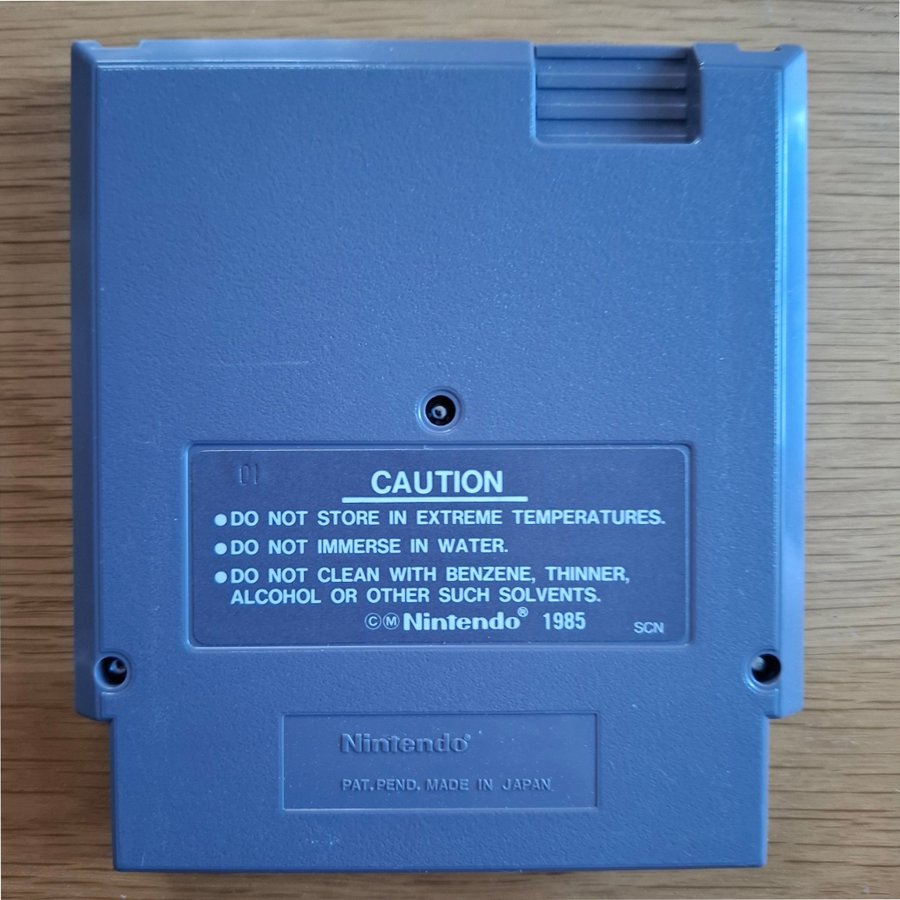 01
CAUTION
●DO NOT STORE IN EXTREME TEMPERATURES.
●DO NOT IMMERSE IN WATER.
●DO NOT CLEAN WITH BENZENE, THINNER,
ALCOHOL OR OTHER SUCH SOLVENTS.
©Ⓜ Nintendo® 1985
SCN
Nintendo®
PAT. PEND. MADE IN JAPAN